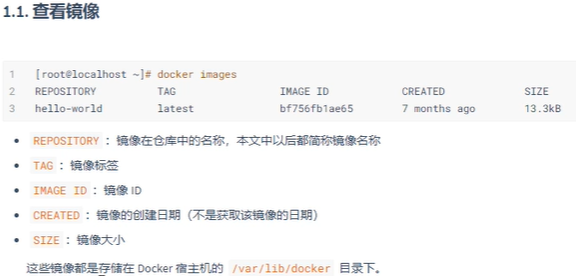 1.1. 查看镜像
1 [root@localhost ~]# docker images
2 REPOSITORY TAG IMAGE ID CREATED SIZE
3 hello-world latest bf756fb1ae65 7 months ago 13.3kB
• REPOSITORY：镜像在仓库中的名称，本文中以后都简称镜像名称
• TAG：镜像标签
• IMAGE ID：镜像 ID
• CREATED：镜像的创建日期（不是获取该镜像的日期）
• SIZE：镜像大小
这些镜像都是存储在 Docker 宿主机的 /var/lib/docker 目录下。